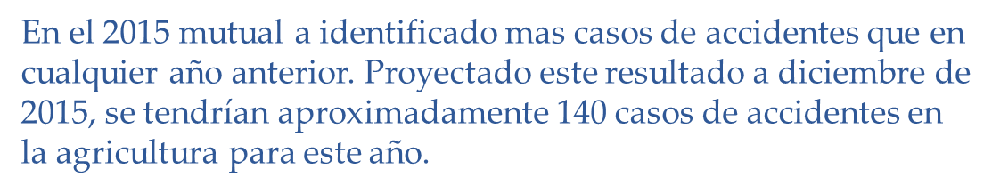 En el 2015 mutual a identificado mas casos de accidentes que en
cualquier año anterior. Proyectado este resultado a diciembre de
2015, se tendrían aproximadamente 140 casos de accidentes en
la agricultura para este año.